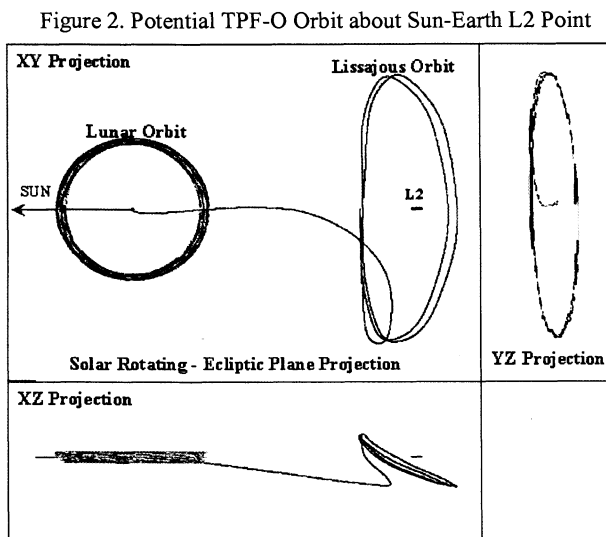 Figure 2. Potential TPF-O Orbit about Sun-Earth L2 Point
XY Projection
Lissajous Orbit
Lunar Orbit
SUN
L2
Solar Rotating - Ecliptic Plane Projection
YZ Projection
XZ Projection